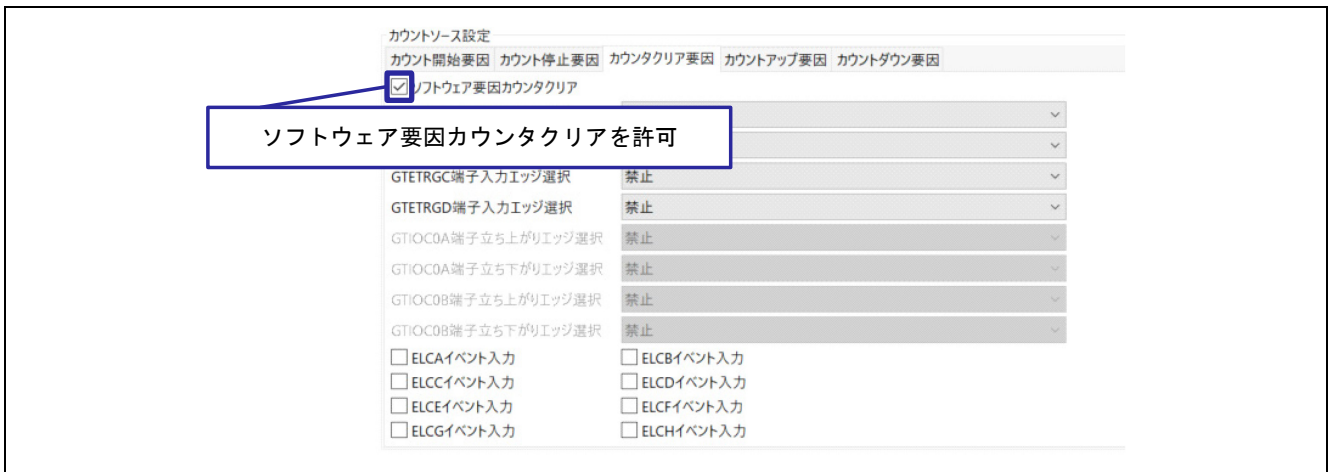 カウントソース設定
カウント開始要因 カウント停止要因 カウンタクリア要因 カウントアップ要因 カウントダウン要因
ソフトウェア要因カウンタクリア
ソフトウェア要因カウンタクリアを許可
GTETRGC端子入力エッジ選択 禁止
GTETRGD端子入力エッジ選択 禁止
GTIOC0A端子立ち上がりエッジ選択 禁止
GTIOC0A端子立ち下がりエッジ選択 禁止
GTIOC0B端子立ち上がりエッジ選択 禁止
GTIOC0B端子立ち下がりエッジ選択 禁止
ELCAイベント入力 ELCBイベント入力
ELCCイベント入力 ELCDイベント入力
ELCEイベント入力 ELCFイベント入力
ELCGイベント入力 ELCHイベント入力